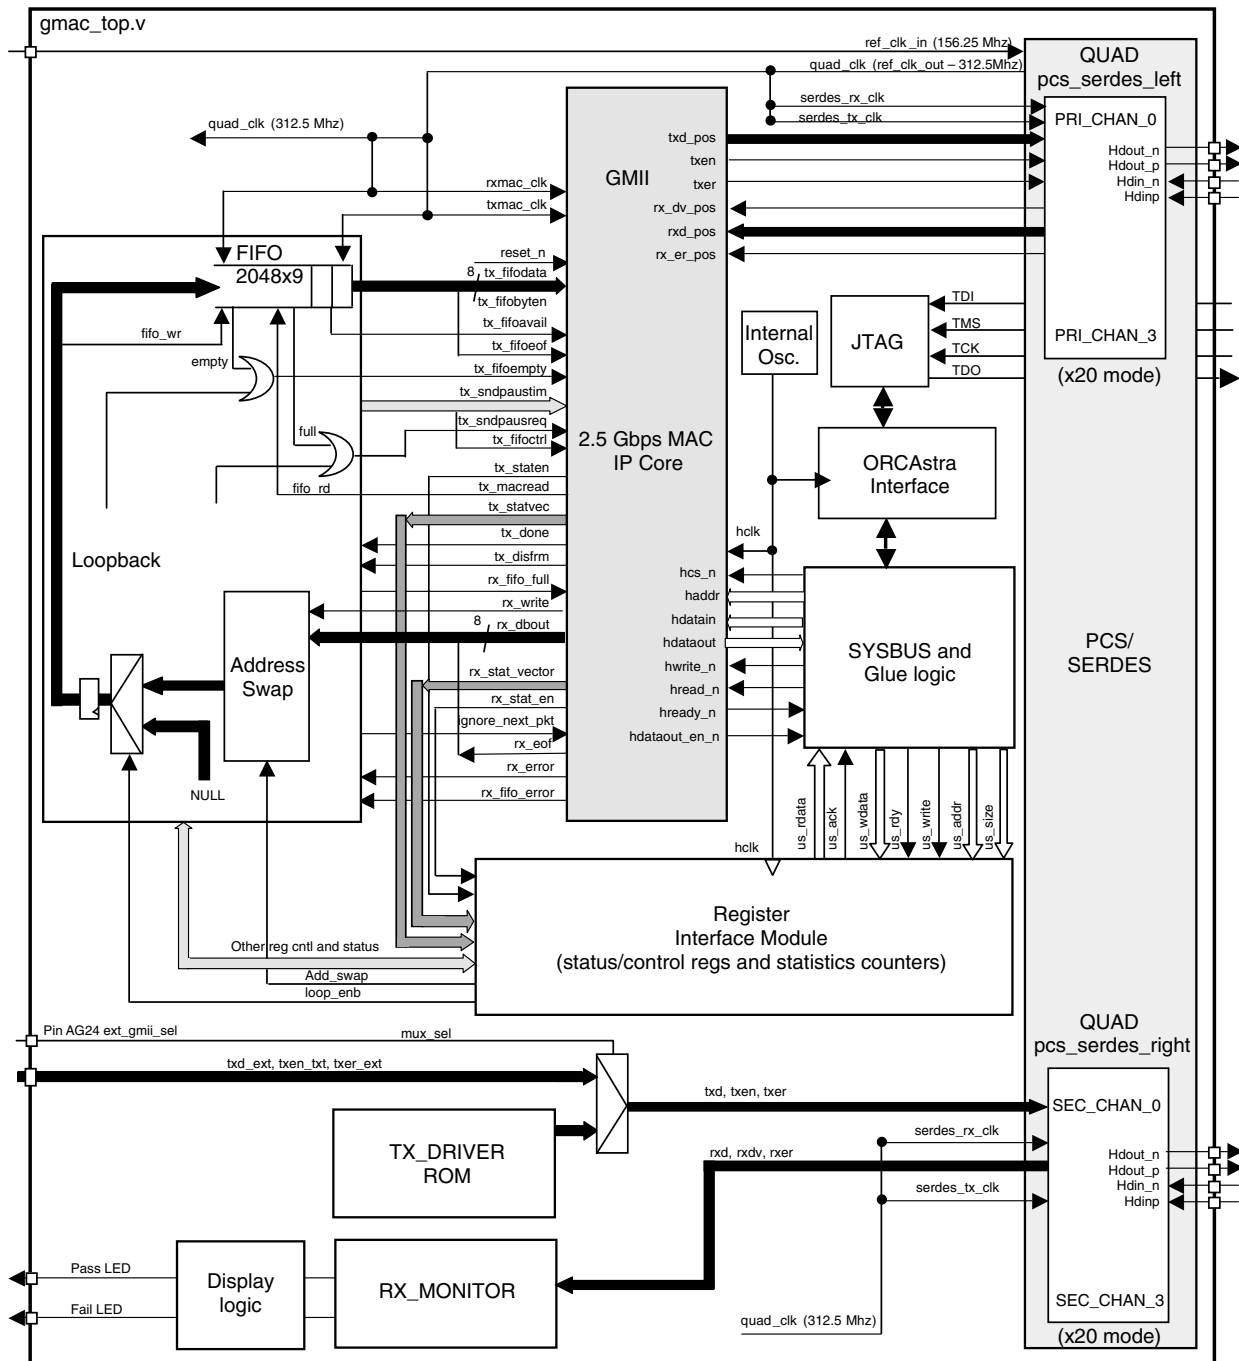 gmac_top.v
ref_clk_in (156.25 Mhz)
quad_clk (ref_clk_out – 312.5Mhz)
QUAD
pcs_serdes_left
serdes_rx_clk
serdes_tx_clk
quad_clk (312.5 Mhz)
PRI_CHAN_0
Hdout_n
Hdout_p
Hdin_n
Hdinp
PRI_CHAN_3
(x20 mode)
GMII
2.5 Gbps MAC
IP Core
txd_pos
txen
txer
rx_dv_pos
rxd_pos
rx_er_pos
rxmac_clk
txmac_clk
reset_n
8
tx_fifodata
tx_fifobyten
tx_fifoavail
tx_fifoeof
tx_fifoempty
tx_sndpaustim
tx_sndpausreq
tx_fifoctrl
tx_staten
tx_macread
tx_statvec
tx_done
tx_disfrm
rx_fifo_full
rx_write
8
rx_dbout
rx_stat_vector
rx_stat_en
ignore_next_pkt
rx_eof
rx_error
rx_fifo_error
FIFO
2048x9
fifo_wr
empty
full
fifo_rd
Loopback
Address
Swap
NULL
Internal
Osc.
JTAG
TDI
TMS
TCK
TDO
ORCAstra
Interface
hclk
hcs_n
haddr
hdatain
hdataout
hwrite_n
hread_n
hready_n
hdataout_en_n
SYSBUS and
Glue logic
PCS/
SERDES
us_rdata
us_ack
us_wdata
us_rdy
us_write
us_addr
us_size
hclk
Register
Interface Module
(status/control regs and statistics counters)
Other reg cntl and status
Add_swap
loop_enb
Pin AG24 ext_gmii_sel
mux_sel
txd_ext, txen_txt, txer_ext
txd, txen, txer
TX_DRIVER
ROM
rxd, rxdv, rxer
serdes_rx_clk
serdes_tx_clk
QUAD
pcs_serdes_right
SEC_CHAN_0
Hdout_n
Hdout_p
Hdin_n
Hdinp
SEC_CHAN_3
(x20 mode)
Pass LED
Fail LED
Display
logic
RX_MONITOR
quad_clk (312.5 Mhz)